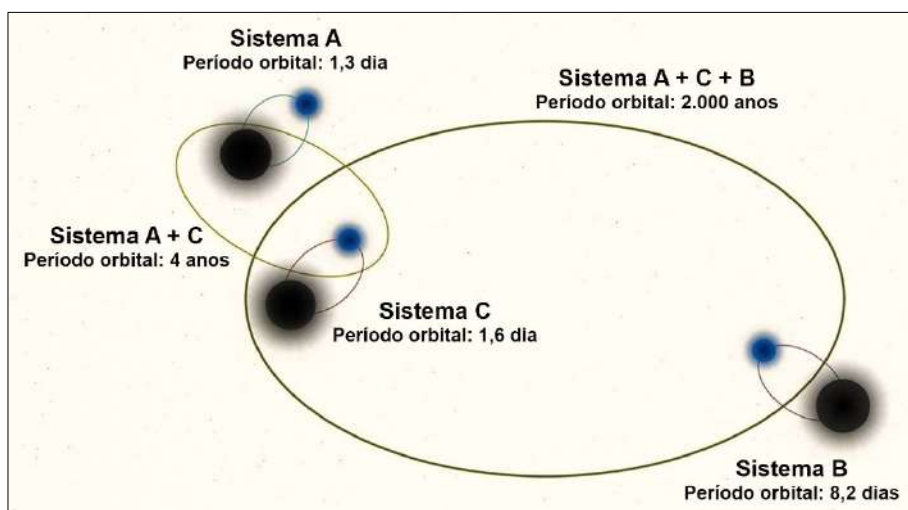 Sistema A
Período orbital: 1,3 dia
Sistema A + C + B
Período orbital: 2.000 anos
Sistema A + C
Período orbital: 4 anos
Sistema C
Período orbital: 1,6 dia
Sistema B
Período orbital: 8,2 dias